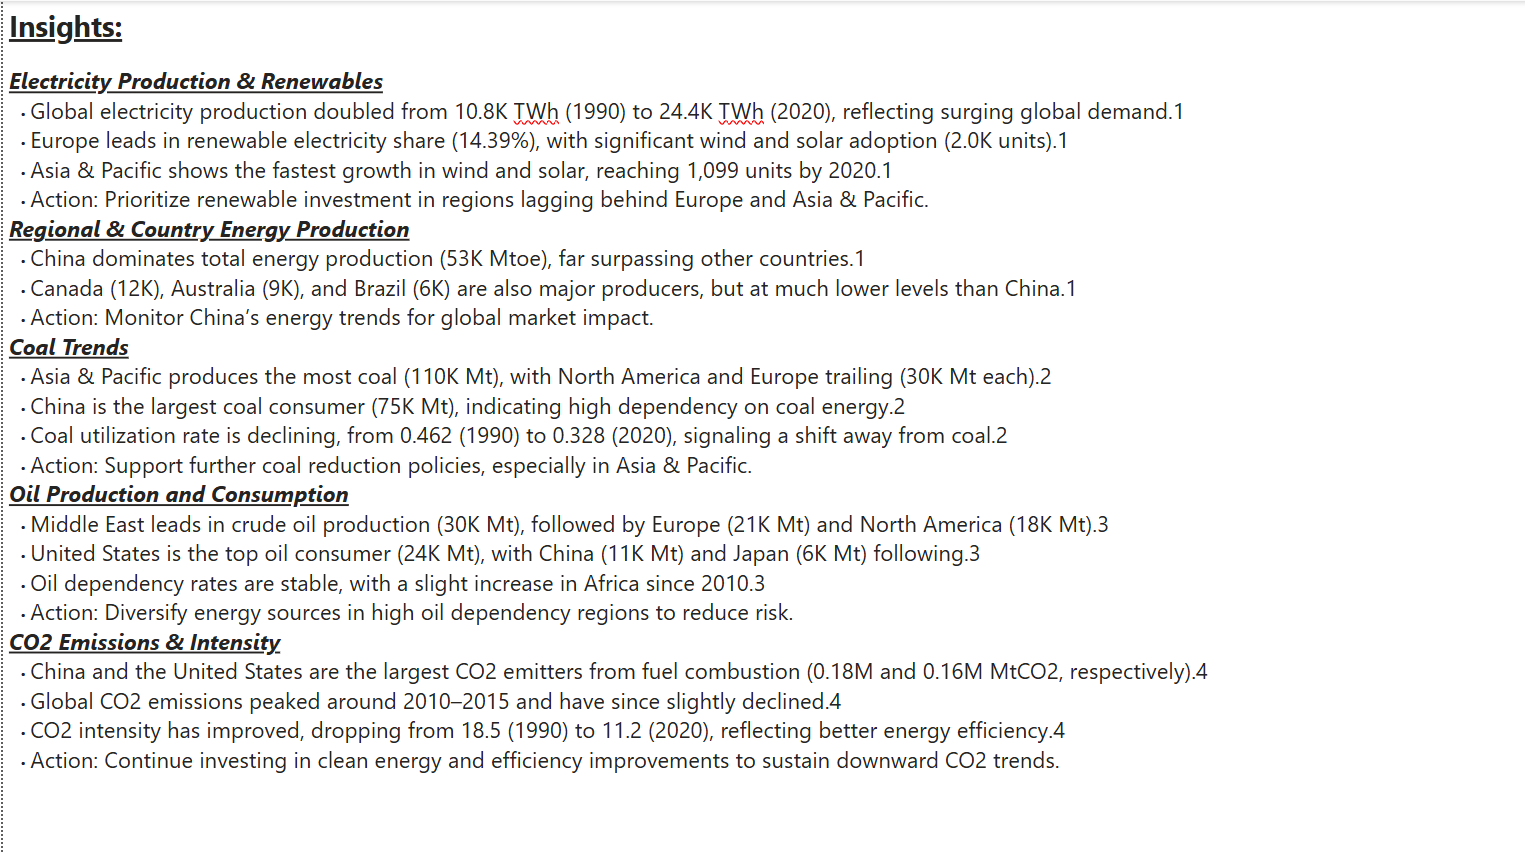 Insights:
Electricity Production & Renewables
• Global electricity production doubled from 10.8K TWh (1990) to 24.4K TWh (2020), reflecting surging global demand.1
• Europe leads in renewable electricity share (14.39%), with significant wind and solar adoption (2.0K units).1
• Asia & Pacific shows the fastest growth in wind and solar, reaching 1,099 units by 2020.1
• Action: Prioritize renewable investment in regions lagging behind Europe and Asia & Pacific.
Regional & Country Energy Production
• China dominates total energy production (53K Mtoe), far surpassing other countries.1
• Canada (12K), Australia (9K), and Brazil (6K) are also major producers, but at much lower levels than China.1
• Action: Monitor China’s energy trends for global market impact.
Coal Trends
• Asia & Pacific produces the most coal (110K Mt), with North America and Europe trailing (30K Mt each).2
• China is the largest coal consumer (75K Mt), indicating high dependency on coal energy.2
• Coal utilization rate is declining, from 0.462 (1990) to 0.328 (2020), signaling a shift away from coal.2
• Action: Support further coal reduction policies, especially in Asia & Pacific.
Oil Production and Consumption
• Middle East leads in crude oil production (30K Mt), followed by Europe (21K Mt) and North America (18K Mt).3
• United States is the top oil consumer (24K Mt), with China (11K Mt) and Japan (6K Mt) following.3
• Oil dependency rates are stable, with a slight increase in Africa since 2010.3
• Action: Diversify energy sources in high oil dependency regions to reduce risk.
CO2 Emissions & Intensity
• China and the United States are the largest CO2 emitters from fuel combustion (0.18M and 0.16M MtCO2, respectively).4
• Global CO2 emissions peaked around 2010–2015 and have since slightly declined.4
• CO2 intensity has improved, dropping from 18.5 (1990) to 11.2 (2020), reflecting better energy efficiency.4
• Action: Continue investing in clean energy and efficiency improvements to sustain downward CO2 trends.